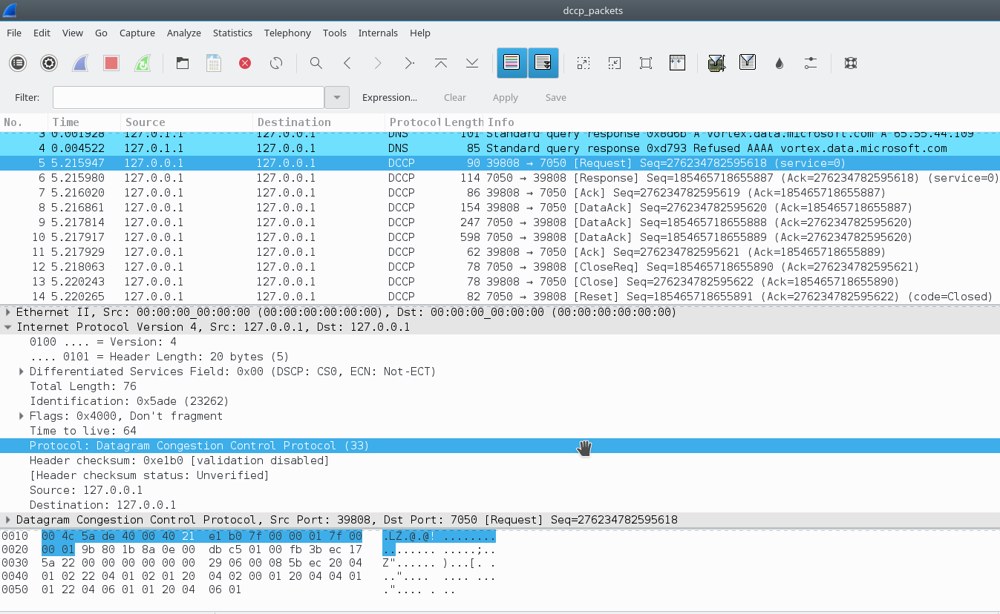 dccp_packets
File Edit View Go Capture Analyze Statistics Telephony Tools Internals Help
Filter: Expression... Clear Apply Save
No. Time Source Destination Protocol Length Info
3 0.001928 127.0.1.1 127.0.0.1 DNS 101 Standard query response 0x8d6b A vortex.data.microsoft.com A 65.55.44.109
4 0.004522 127.0.1.1 127.0.0.1 DNS 85 Standard query response 0xd793 Refused AAAA vortex.data.microsoft.com
5 5.215947 127.0.0.1 127.0.0.1 DCCP 90 39808 → 7050 [Request] Seq=276234782595618 (service=0)
6 5.215980 127.0.0.1 127.0.0.1 DCCP 114 7050 → 39808 [Response] Seq=185465718655887 (Ack=276234782595618) (service=0)
7 5.216020 127.0.0.1 127.0.0.1 DCCP 86 39808 → 7050 [Ack] Seq=276234782595619 (Ack=185465718655887)
8 5.216861 127.0.0.1 127.0.0.1 DCCP 154 39808 → 7050 [DataAck] Seq=276234782595620 (Ack=185465718655887)
9 5.217814 127.0.0.1 127.0.0.1 DCCP 247 7050 → 39808 [DataAck] Seq=185465718655888 (Ack=276234782595620)
10 5.217917 127.0.0.1 127.0.0.1 DCCP 598 7050 → 39808 [DataAck] Seq=185465718655889 (Ack=276234782595620)
11 5.217929 127.0.0.1 127.0.0.1 DCCP 62 39808 → 7050 [Ack] Seq=276234782595621 (Ack=185465718655889)
12 5.218063 127.0.0.1 127.0.0.1 DCCP 78 7050 → 39808 [CloseReq] Seq=185465718655890 (Ack=276234782595621)
13 5.220243 127.0.0.1 127.0.0.1 DCCP 78 39808 → 7050 [Close] Seq=276234782595622 (Ack=185465718655890)
14 5.220265 127.0.0.1 127.0.0.1 DCCP 82 7050 → 39808 [Reset] Seq=185465718655891 (Ack=276234782595622) (code=Closed)
Ethernet II, Src: 00:00:00_00:00:00 (00:00:00:00:00:00), Dst: 00:00:00_00:00:00 (00:00:00:00:00:00)
Internet Protocol Version 4, Src: 127.0.0.1, Dst: 127.0.0.1
0100 .... = Version: 4
.... 0101 = Header Length: 20 bytes (5)
Differentiated Services Field: 0x00 (DSCP: CS0, ECN: Not-ECT)
Total Length: 76
Identification: 0x5ade (23262)
Flags: 0x4000, Don't fragment
Time to live: 64
Protocol: Datagram Congestion Control Protocol (33)
Header checksum: 0xe1b0 [validation disabled]
[Header checksum status: Unverified]
Source: 127.0.0.1
Destination: 127.0.0.1
Datagram Congestion Control Protocol, Src Port: 39808, Dst Port: 7050 [Request] Seq=276234782595618
0010 00 4c 5a de 40 00 40 21 e1 b0 7f 00 00 01 7f 00 .LZ.@.@! ........
0020 00 01 9b 80 1b 8a 0e 00 db c5 01 00 fb 3b ec 17 ........ .....;..
0030 5a 22 00 00 00 00 00 00 29 06 00 08 5b ec 20 04 Z"...... )...[. .
0040 01 02 22 04 01 02 01 20 04 02 00 01 20 04 04 01 .."....  .... ...
0050 01 22 04 06 01 01 20 04 06 01 .".... . ..